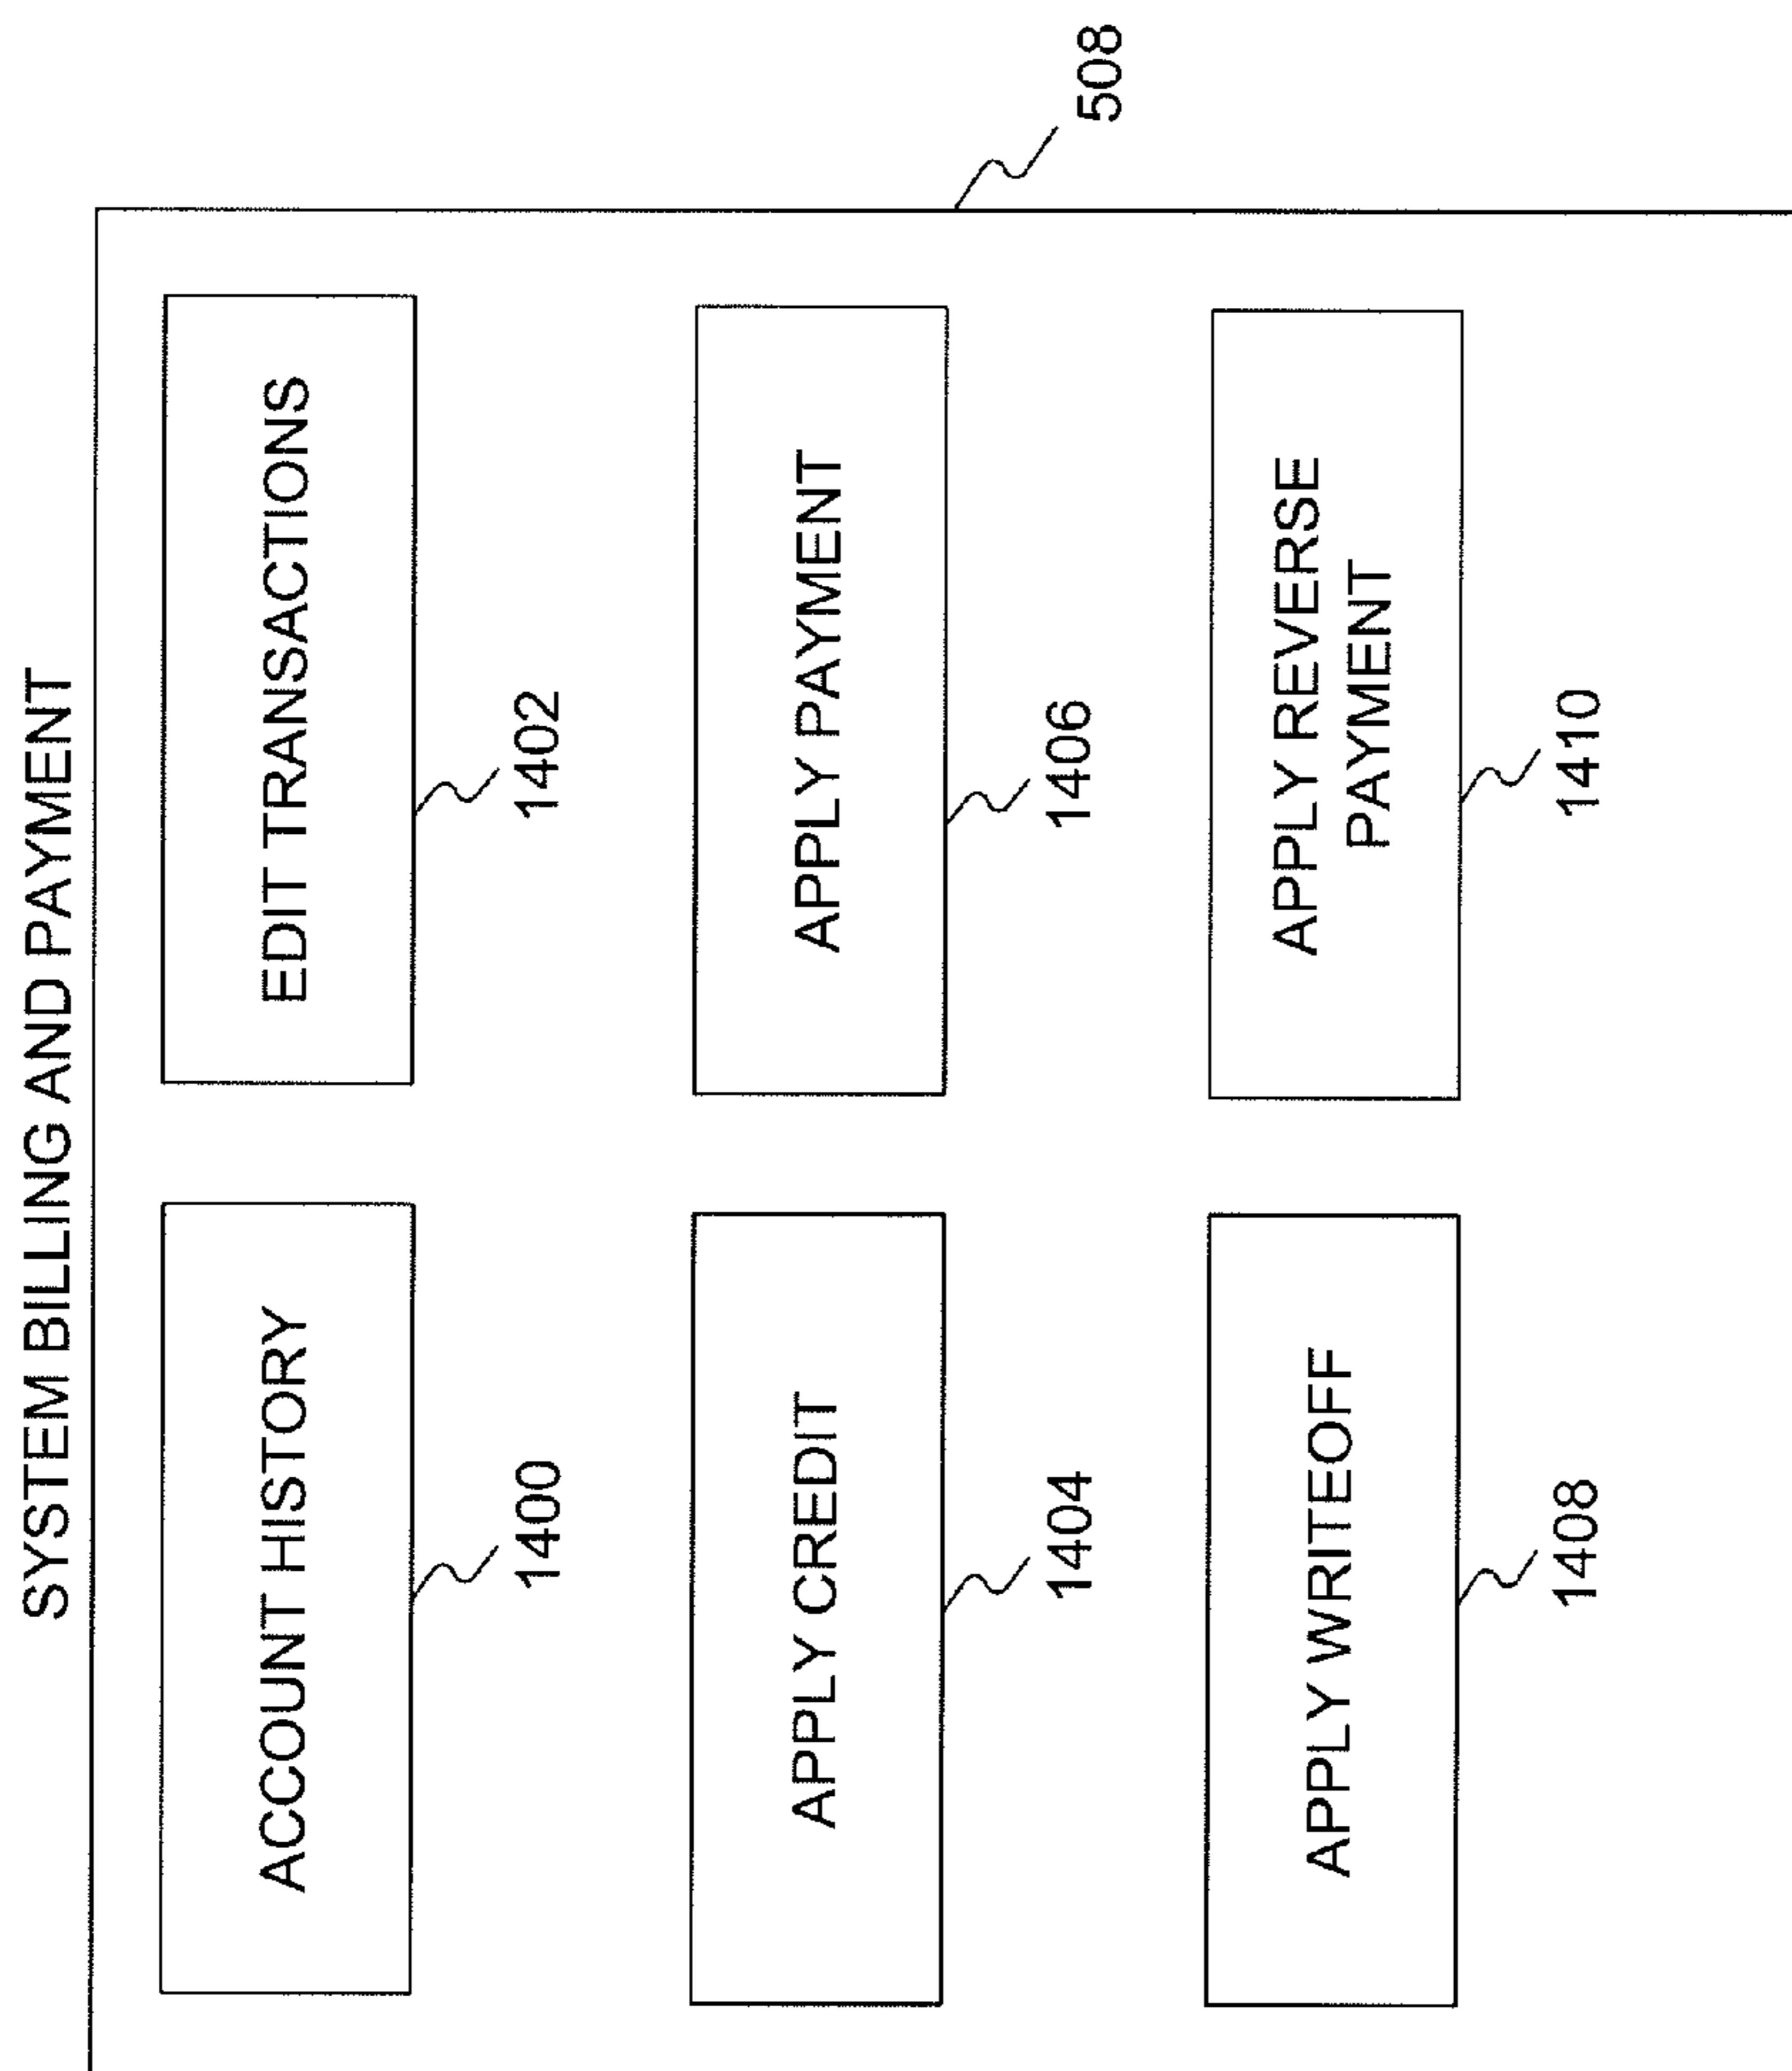 SYSTEM BILLING AND PAYMENT
ACCOUNT HISTORY
1400
EDIT TRANSACTIONS
1402
APPLY CREDIT
1404
APPLY PAYMENT
1406
APPLY WRITEOFF
1408
APPLY REVERSE
PAYMENT
1410
508